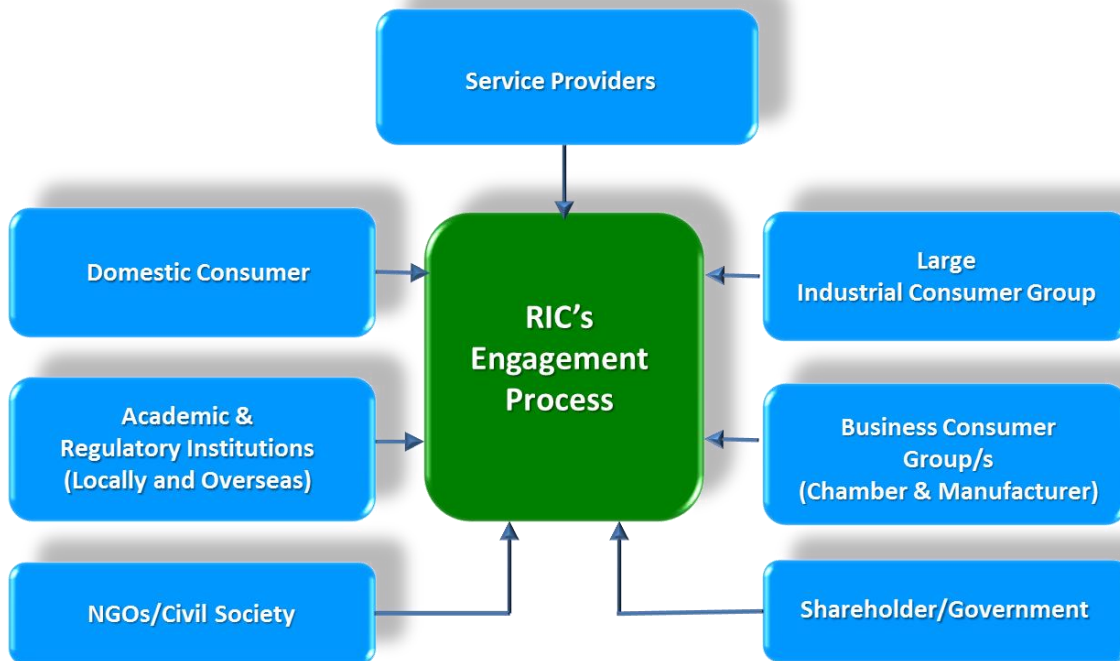 Service Providers
Domestic Consumer
Large
Industrial Consumer Group
RIC’s
Engagement
Process
Academic &
Regulatory Institutions
(Locally and Overseas)
Business Consumer
Group/s
(Chamber & Manufacturer)
NGOs/Civil Society
Shareholder/Government